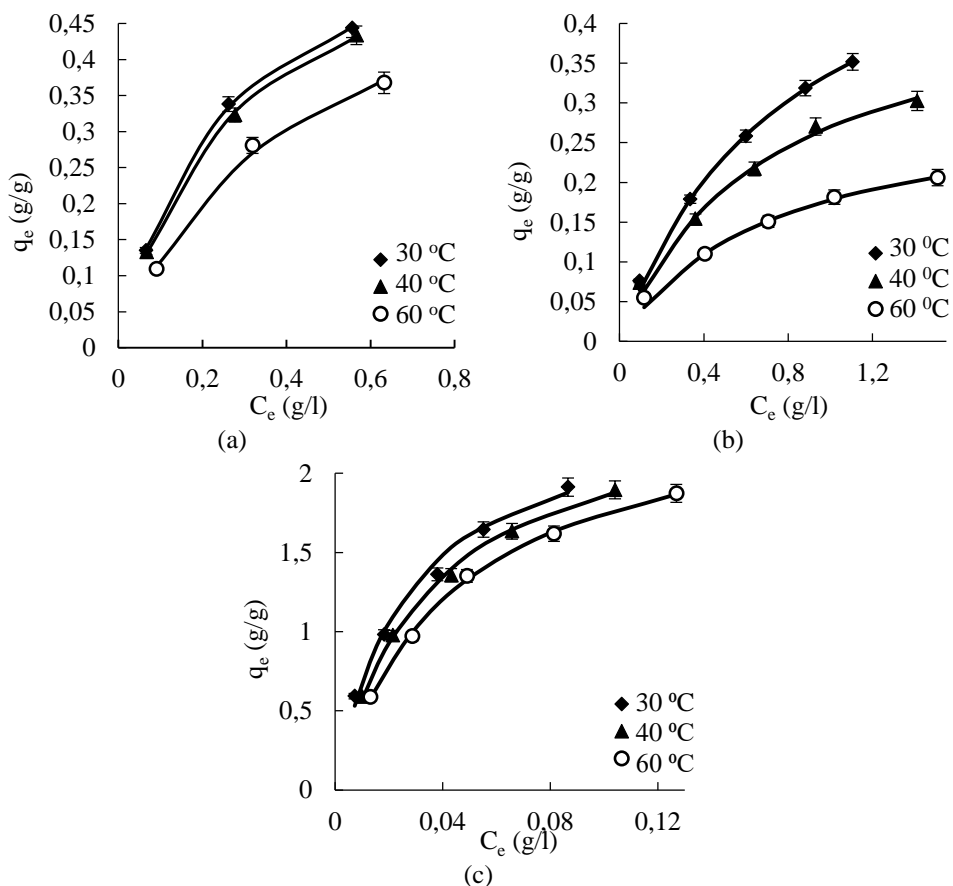 0,45
0,4
0,35
0,3
0,25
0,2
0,15
0,1
0,05
0
qe (g/g)
30 oC
40 oC
60 oC
0 0,2 0,4 0,6 0,8
Ce (g/l)
(a)
0,4
0,35
0,3
0,25
0,2
0,15
0,1
0,05
0
qe (g/g)
30 0C
40 0C
60 0C
0 0,4 0,8 1,2
Ce (g/l)
(b)
2
1,5
1
0,5
0
qe (g/g)
30 ºC
40 ºC
60 ºC
0 0,04 0,08 0,12
Ce (g/l)
(c)